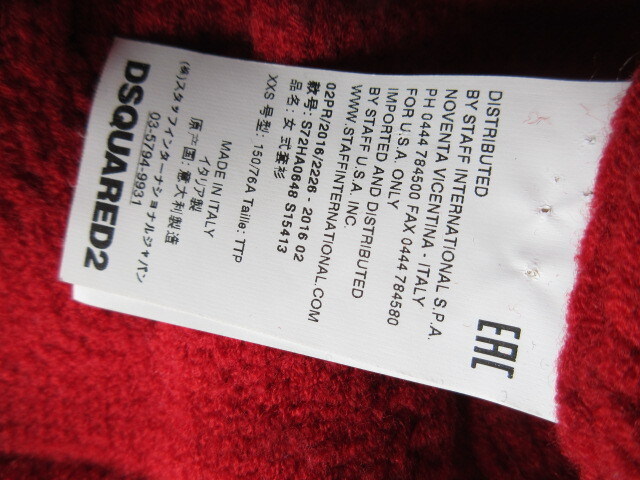 DISTRIBUTED
BY STAFF INTERNATIONAL S.P.A.
NOVENTA VICENTINA - ITALY
PH 0444 784500 FAX 0444 784580
FOR U.S.A. ONLY
IMPORTED AND DISTRIBUTED
BY STAFF U.S.A. INC.
WWW.STAFFINTERNATIONAL.COM
02PR/2016/2226 - 2016 02
款号: S72HA0648 S15413
品名: 女式套衫
XXS 号型: 150/76A Taille: TTP
MADE IN ITALY
イタリア製
原产国: 意大利制造
(株)スタッフインターナショナルジャパン
03-5794-9931
DSQUARED2
EAC